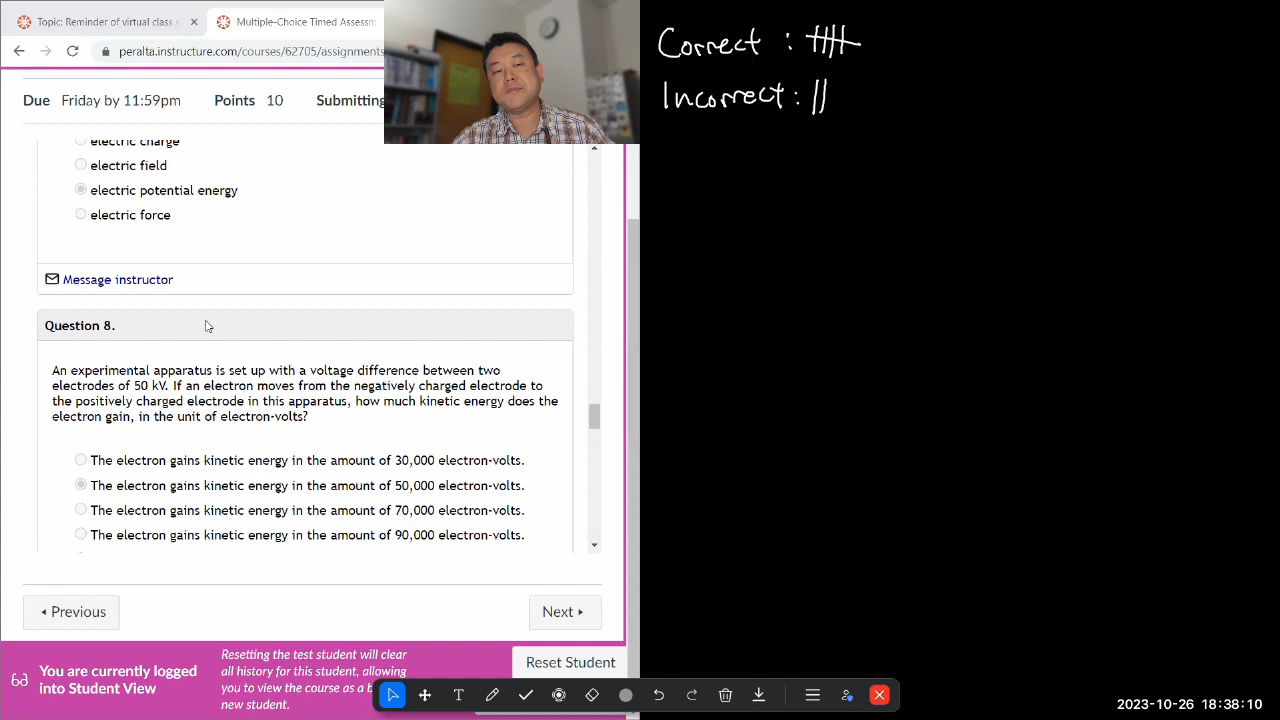 Topic: Reminder of virtual class s
Multiple-Choice Timed Assessm
peralta.instructure.com/courses/62705/assignments
Due Friday by 11:59pm Points 10 Submitting
electric charge
electric field
electric potential energy
electric force
Message instructor
Question 8.
An experimental apparatus is set up with a voltage difference between two
electrodes of 50 kV. If an electron moves from the negatively charged electrode to
the positively charged electrode in this apparatus, how much kinetic energy does the
electron gain, in the unit of electron-volts?
The electron gains kinetic energy in the amount of 30,000 electron-volts.
The electron gains kinetic energy in the amount of 50,000 electron-volts.
The electron gains kinetic energy in the amount of 70,000 electron-volts.
The electron gains kinetic energy in the amount of 90,000 electron-volts.
Previous
Next
You are currently logged
into Student View
Resetting the test student will clear
all history for this student, allowing
you to view the course as a b
new student.
Reset Student
Correct :
Incorrect : ||
2023-10-26 18:38:10